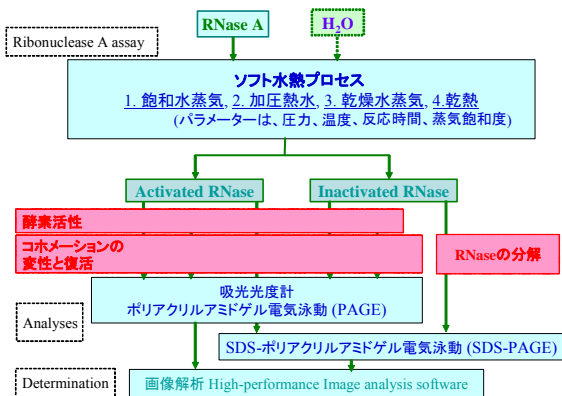 RNase A
H₂O
Ribonuclease A assay
ソフト水熱プロセス
1. 飽和水蒸気, 2. 加圧熱水, 3. 乾燥水蒸気, 4.乾熱
(パラメーターは、圧力、温度、反応時間、蒸気飽和度)
Activated RNase
Inactivated RNase
酵素活性
コホメーションの
変性と復活
RNaseの分解
吸光光度計
ポリアクリルアミドゲル電気泳動 (PAGE)
Analyses
SDS-ポリアクリルアミドゲル電気泳動 (SDS-PAGE)
Determination
画像解析 High-performance Image analysis software